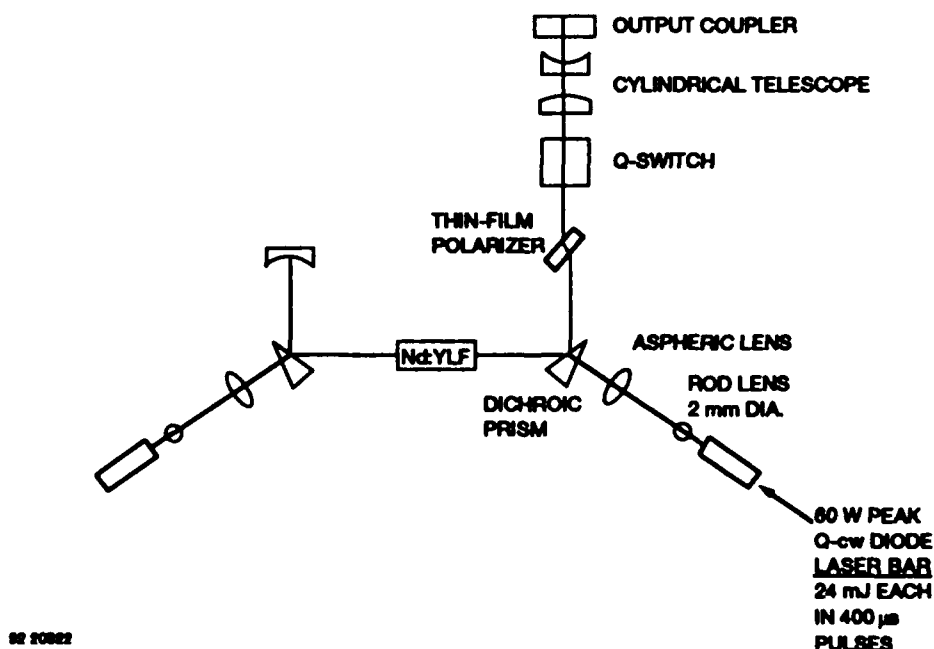 OUTPUT COUPLER
CYLINDRICAL TELESCOPE
Q-SWITCH
THIN-FILM
POLARIZER
Nd:YLF
ASPHERIC LENS
ROD LENS
2 mm DIA.
DICHROIC
PRISM
60 W PEAK
Q-cw DIODE
LASER BAR
24 mJ EACH
IN 400 µs
PULSES